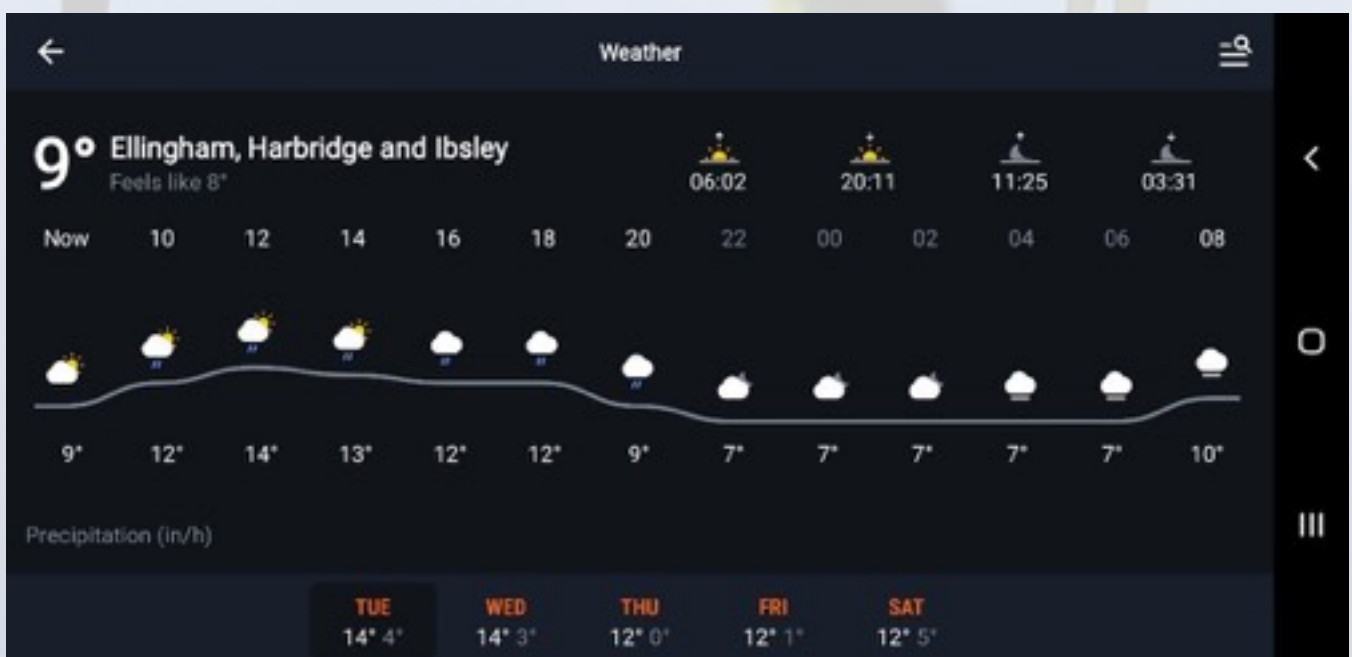 Weather
9° Ellingham, Harbridge and Ibsley
Feels like 8°
06:02 20:11 11:25 03:31
Now 10 12 14 16 18 20 22 00 02 04 06 08
9° 12° 14° 13° 12° 12° 9° 7° 7° 7° 7° 7° 10°
Precipitation (in/h)
TUE WED THU FRI SAT
14° 4° 14° 3° 12° 0° 12° 1° 12° 5°